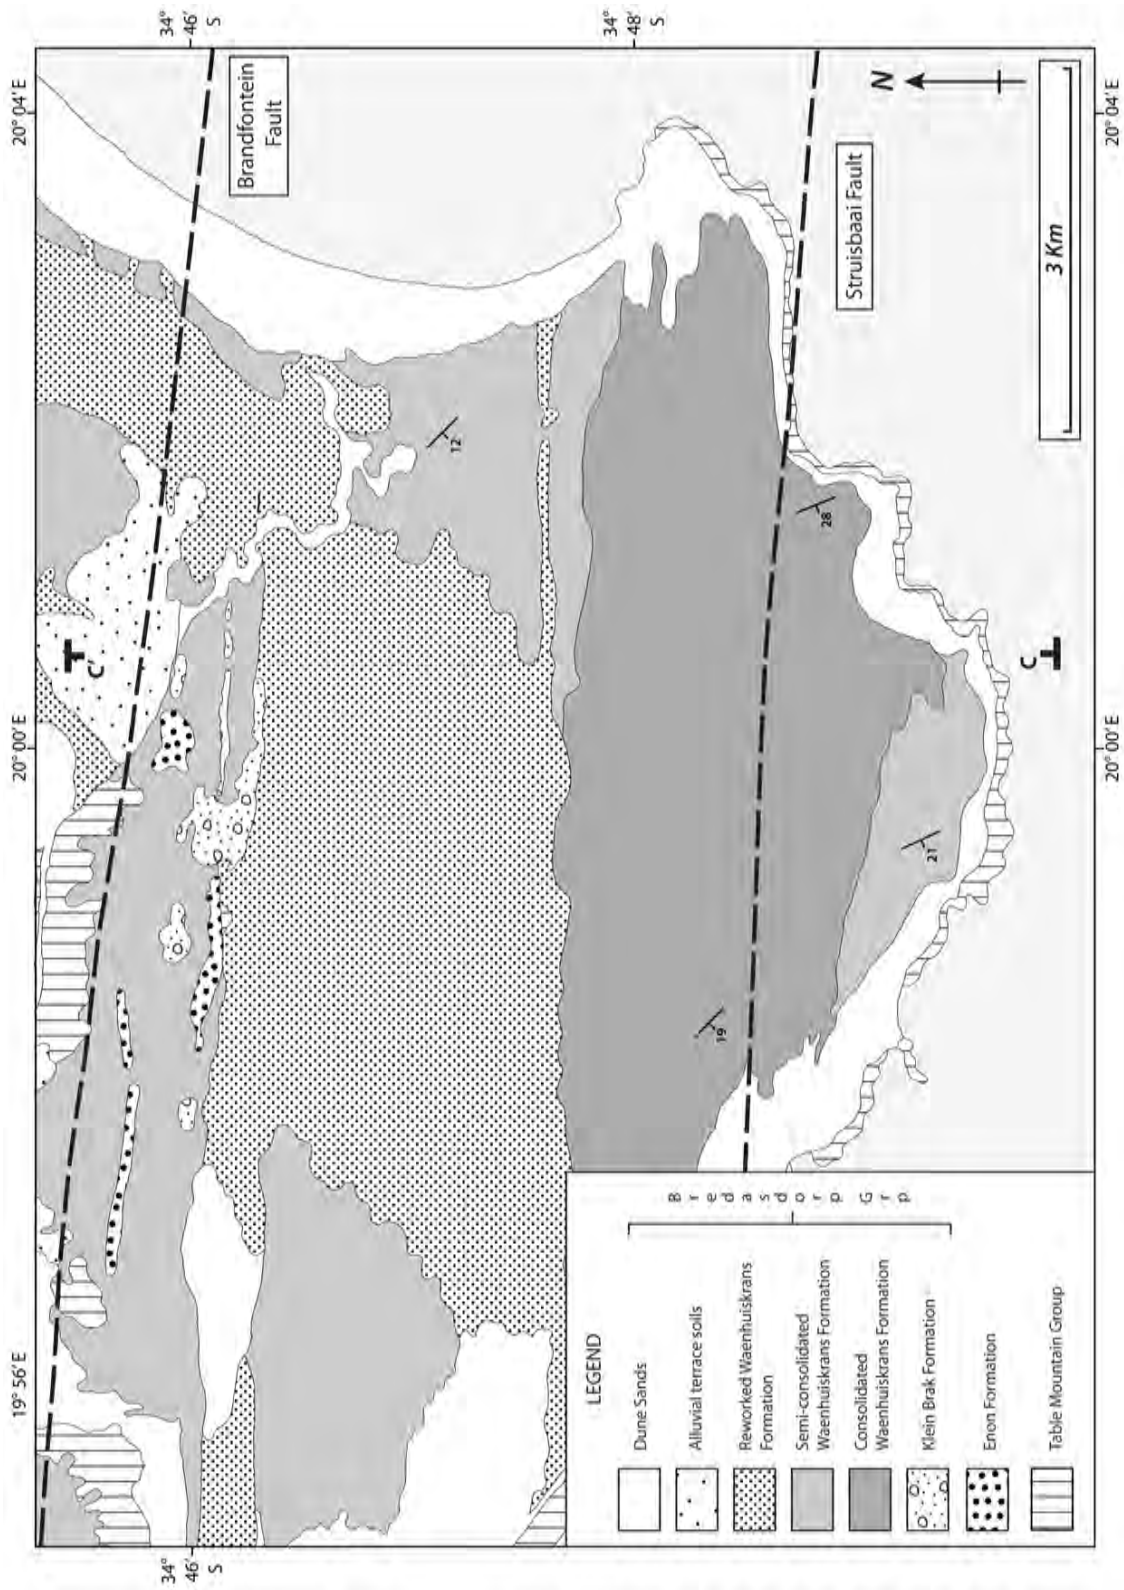 19° 56′ E
20° 00′ E
20° 04′ E
34°
46′
S
34°
46′
S
34°
48′
S
Brandfontein
Fault
C'
12
19
28
21
C
Struisbaai Fault
N
3 Km
LEGEND
Dune Sands
Alluvial terrace soils
Reworked Waenhuiskrans
Formation
Semi-consolidated
Waenhuiskrans Formation
Consolidated
Waenhuiskrans Formation
Klein Brak Formation
Enon Formation
Table Mountain Group
Bredasdorp Grp
20° 00′ E
20° 04′ E